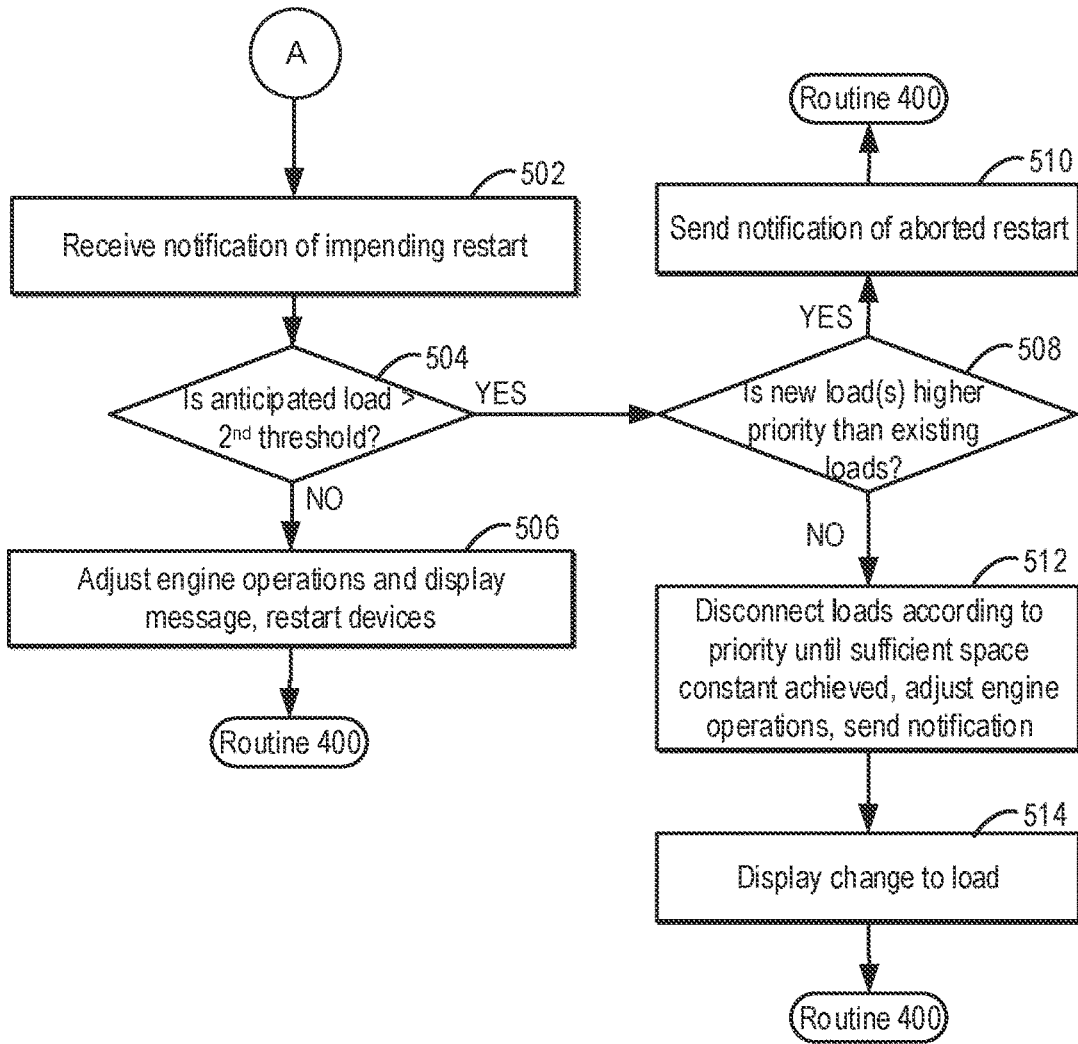 A
502
Receive notification of impending restart
504
Is anticipated load >
2nd threshold?
YES
NO
506
Adjust engine operations and display
message, restart devices
Routine 400
Routine 400
510
Send notification of aborted restart
YES
508
Is new load(s) higher
priority than existing
loads?
NO
512
Disconnect loads according to
priority until sufficient space
constant achieved, adjust engine
operations, send notification
514
Display change to load
Routine 400